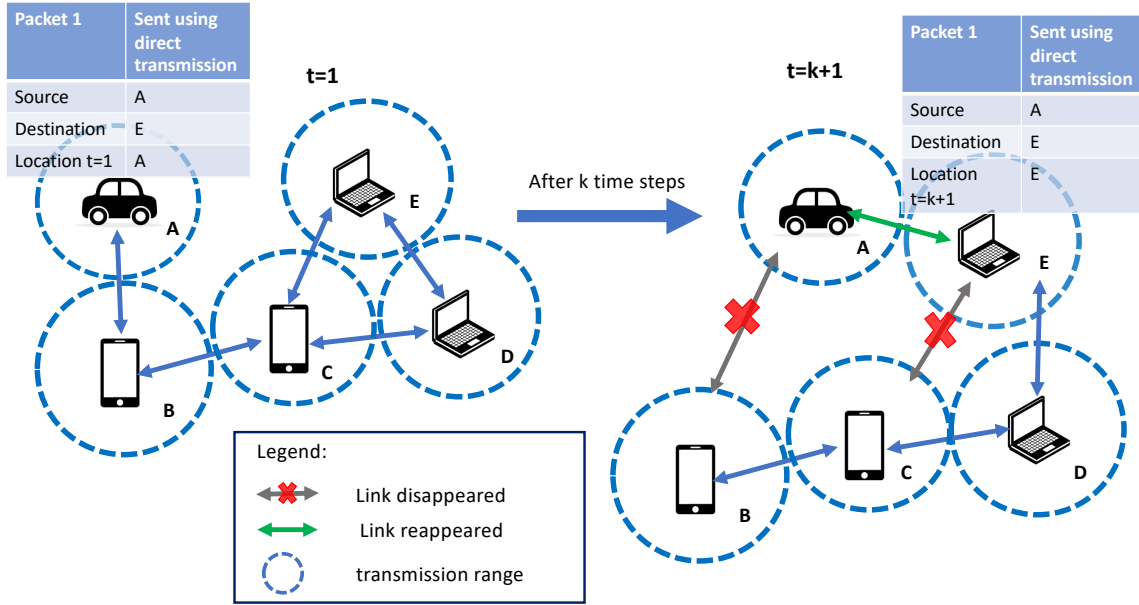 Packet 1 Sent using
direct
transmission
Source A
Destination E
Location t=1 A
t=1
A
E
B
C
D
After k time steps
t=k+1
Packet 1 Sent using
direct
transmission
Source A
Destination E
Location E
t=k+1
A
E
B
C
D
Legend:
Link disappeared
Link reappeared
transmission range